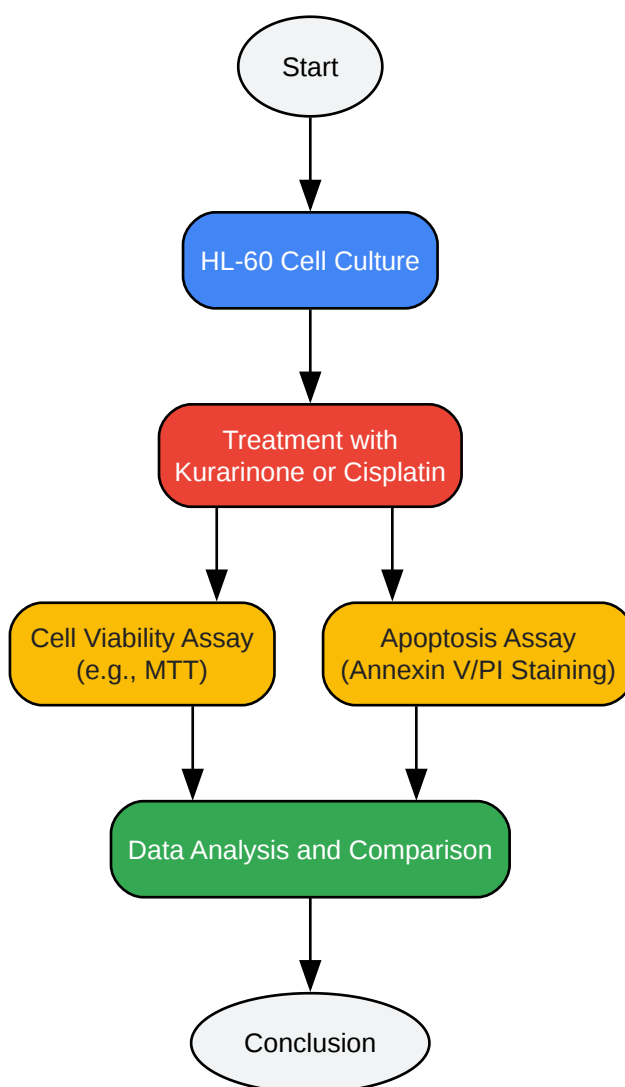 Start
HL-60 Cell Culture
Treatment with
Kurarinone or Cisplatin
Cell Viability Assay
(e.g., MTT)
Apoptosis Assay
(Annexin V/PI Staining)
Data Analysis and Comparison
Conclusion